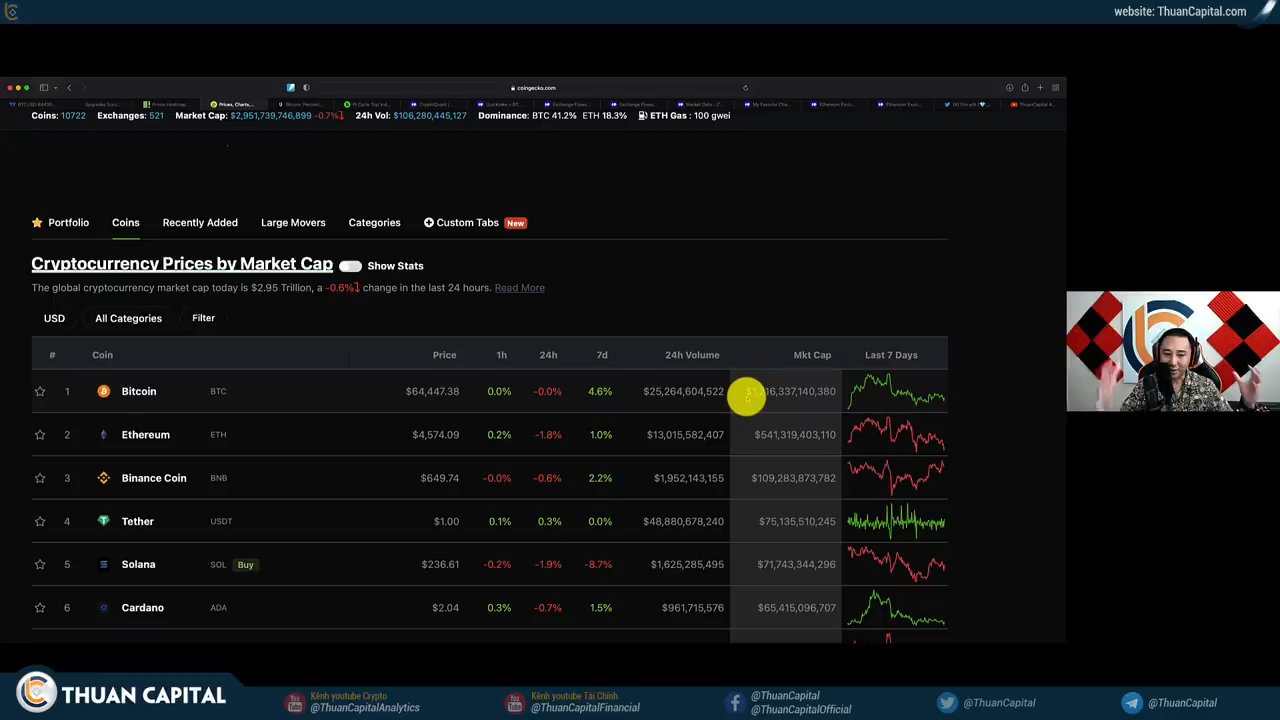 website: ThuanCapital.com
coingecko.com
Coins: 10722 Exchanges: 521 Market Cap: $2,951,739,746,899 -0.7% 24h Vol: $106,280,445,127 Dominance: BTC 41.2% ETH 18.3% ETH Gas : 100 gwei
Portfolio Coins Recently Added Large Movers Categories Custom Tabs New
Cryptocurrency Prices by Market Cap Show Stats
The global cryptocurrency market cap today is $2.95 Trillion, a -0.6% change in the last 24 hours. Read More
USD All Categories Filter
# Coin Price 1h 24h 7d 24h Volume Mkt Cap Last 7 Days
1 Bitcoin BTC $64,447.38 0.0% -0.0% 4.6% $25,264,604,522
2 Ethereum ETH $4,574.09 0.2% -1.8% 1.0% $13,015,582,407 $541,319,403,110
3 Binance Coin BNB $649.74 -0.0% -0.6% 2.2% $1,952,143,155 $109,283,873,782
4 Tether USDT $1.00 0.1% 0.3% 0.0% $48,880,678,240 $75,135,510,245
5 Solana SOL Buy $236.61 -0.2% -1.9% -8.7% $1,625,285,495 $71,743,344,296
6 Cardano ADA $2.04 0.3% -0.7% 1.5% $961,715,576 $65,415,096,707
THUAN CAPITAL
Kênh youtube Crypto
@ThuanCapitalAnalytics
Kênh youtube Tài Chính
@ThuanCapitalFinancial
@ThuanCapital
@ThuanCapitalOfficial
@ThuanCapital
@ThuanCapital